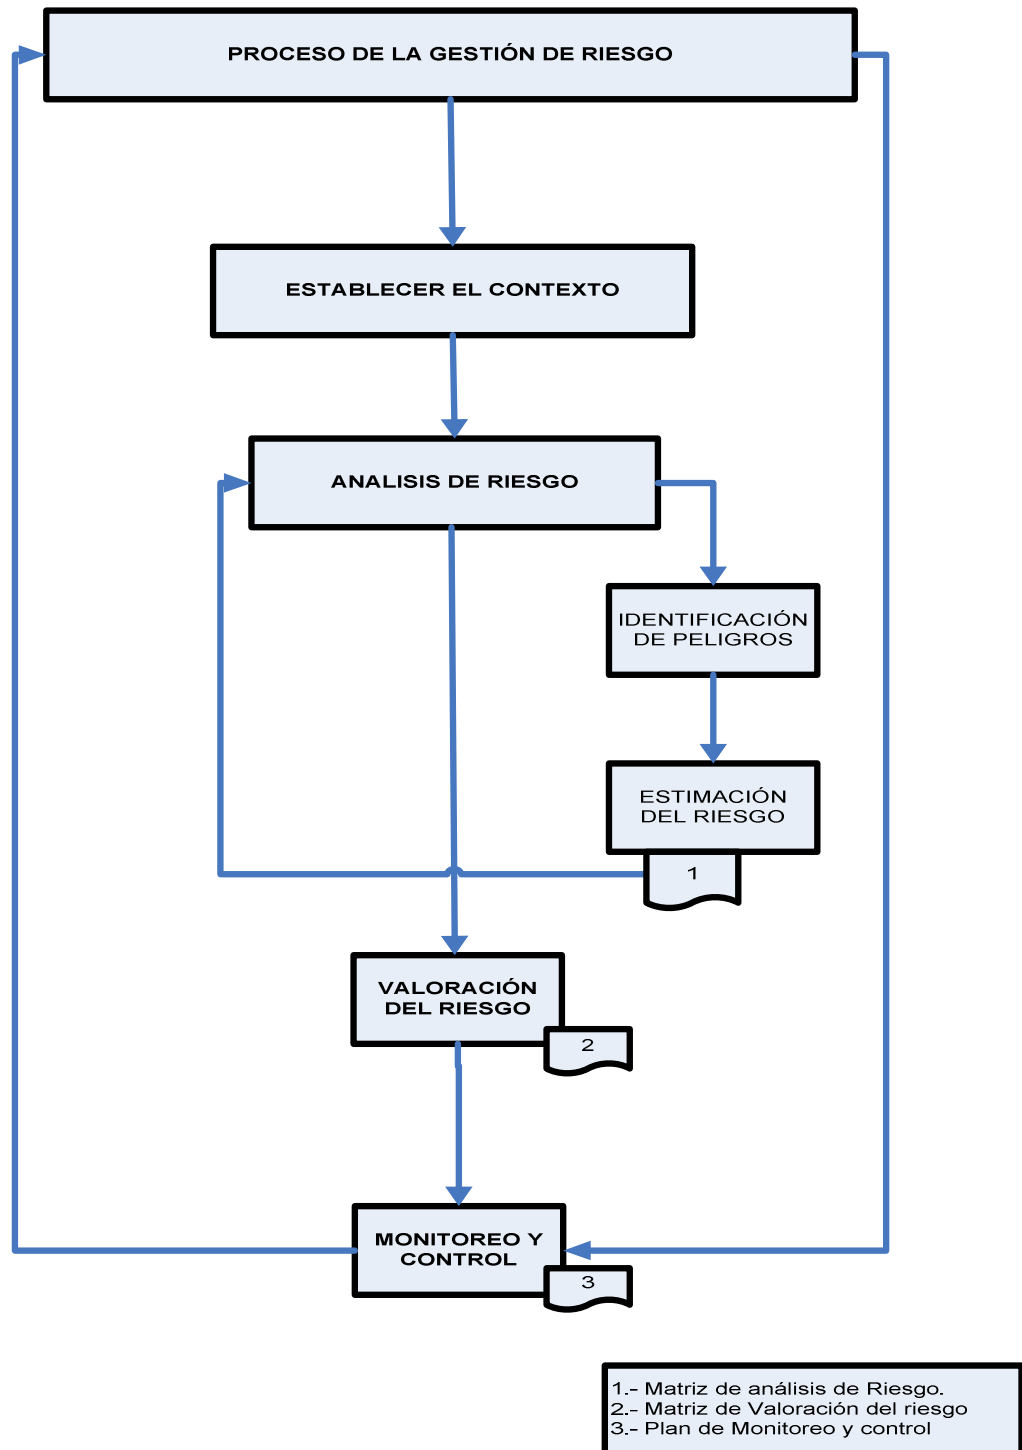 PROCESO DE LA GESTIÓN DE RIESGO
ESTABLECER EL CONTEXTO
ANALISIS DE RIESGO
IDENTIFICACIÓN
DE PELIGROS
ESTIMACIÓN
DEL RIESGO
1
VALORACIÓN
DEL RIESGO
2
MONITOREO Y
CONTROL
3
1.- Matriz de análisis de Riesgo.
2.- Matriz de Valoración del riesgo
3.- Plan de Monitoreo y control